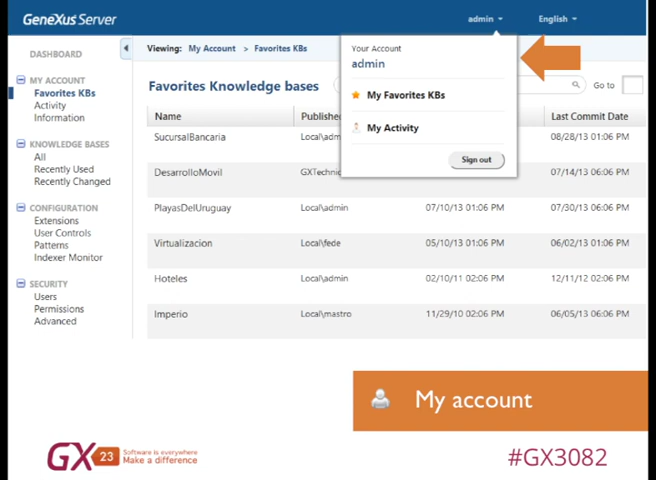 GeneXus Server
admin
English
DASHBOARD
MY ACCOUNT
Favorites KBs
Activity
Information
KNOWLEDGE BASES
All
Recently Used
Recently Changed
CONFIGURATION
Extensions
User Controls
Patterns
Indexer Monitor
SECURITY
Users
Permissions
Advanced
Viewing: My Account > Favorites KBs
Favorites Knowledge bases
Go to
Your Account
admin
My Favorites KBs
My Activity
Sign out
Name Last Commit Date
SucursalBancaria 08/28/13 01:06 PM
DesarrolloMovil 07/14/13 06:06 PM
PlayasDelUruguay Local\admin 07/10/13 01:06 PM 07/30/13 06:06 PM
Virtualizacion Local\fede 05/10/13 01:06 PM 06/02/13 01:06 PM
Hoteles Local\admin 02/10/11 02:06 PM 12/11/12 02:06 PM
Imperio Local\mastro 11/29/10 02:06 PM 06/05/13 06:06 PM
My account
GX 23 Software is everywhere
Make a difference
#GX3082